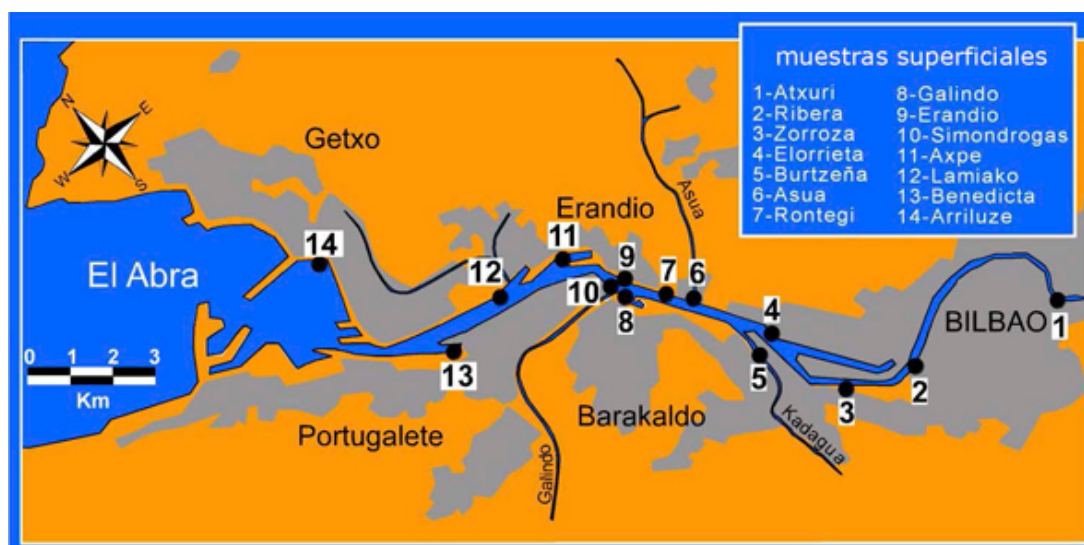 muestras superficiales
1-Atxuri
2-Ribera
3-Zorroza
4-Elorrieta
5-Burtzeña
6-Asua
7-Rontegi
8-Galindo
9-Erandio
10-Simondrogas
11-Axpe
12-Lamiako
13-Benedicta
14-Arriluze
N
E
W
S
Getxo
Asua
Erandio
14
11
El Abra
12
9
7
6
10
8
4
BILBAO
1
0 1 2 3
Km
13
5
2
3
Portugalete
Barakaldo
Kadagua
Galindo